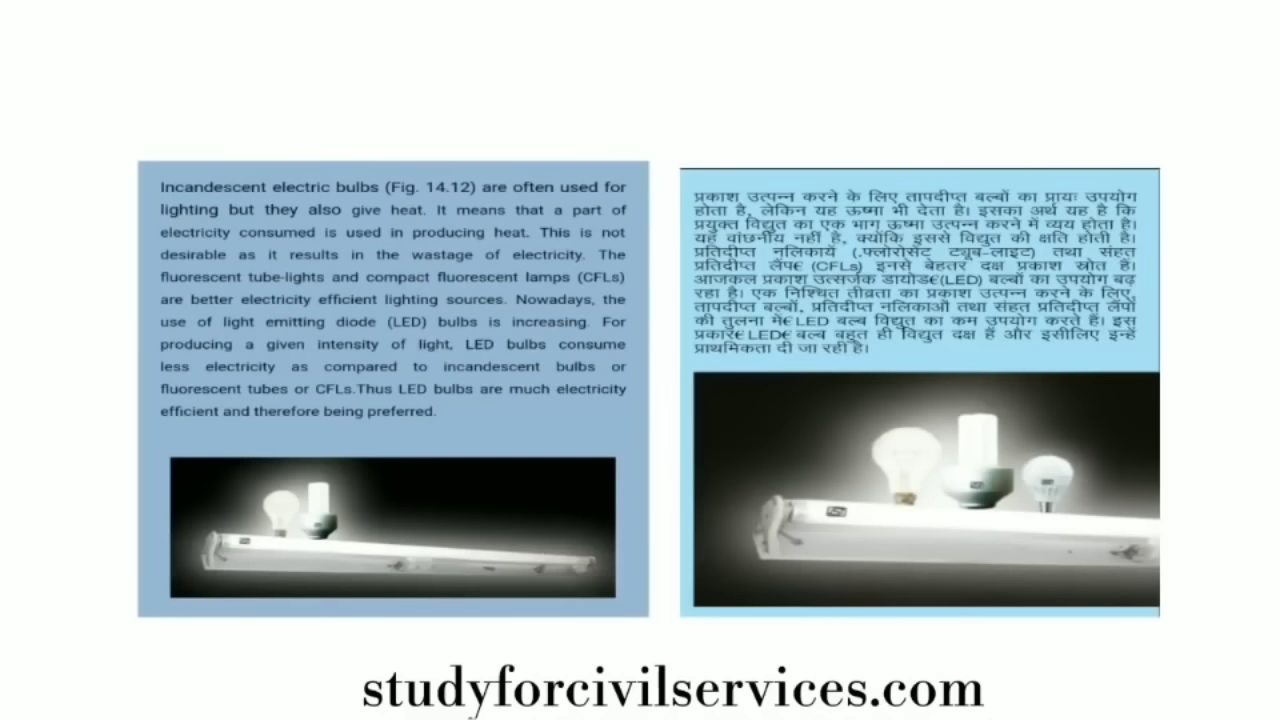 Incandescent electric bulbs (Fig. 14.12) are often used for
lighting but they also give heat. It means that a part of
electricity consumed is used in producing heat. This is not
desirable as it results in the wastage of electricity. The
fluorescent tube-lights and compact fluorescent lamps (CFLs)
are better electricity efficient lighting sources. Nowadays, the
use of light emitting diode (LED) bulbs is increasing. For
producing a given intensity of light, LED bulbs consume
less electricity as compared to incandescent bulbs or
fluorescent tubes or CFLs.Thus LED bulbs are much electricity
efficient and therefore being preferred.
प्रकाश उत्पन्न करने के लिए तापदीप्त बल्बों का प्रायः उपयोग
होता है, लेकिन यह ऊष्मा भी देता है। इसका अर्थ यह है कि
प्रयुक्त विद्युत का एक भाग ऊष्मा उत्पन्न करने में व्यय होता है।
यह वांछनीय नहीं है, क्योंकि इससे विद्युत की क्षति होती है।
प्रतिदीप्त नलिकायें (.फ्लोरोसेंट ट्यूब-लाइट) तथा संहत
प्रतिदीप्त लैंप€ (CFLs) इनसे बेहतर दक्ष प्रकाश स्रोत हैं।
आजकल प्रकाश उत्सर्जक डायोड€(LED) बल्बों का उपयोग बढ़
रहा है। एक निश्चित तीव्रता का प्रकाश उत्पन्न करने के लिए,
तापदीप्त बल्बों, प्रतिदीप्त नलिकाओं तथा संहत प्रतिदीप्त लैंपों
की तुलना में€LED बल्ब विद्युत का कम उपयोग करते हैं। इस
प्रकार€LED€बल्ब बहुत ही विद्युत दक्ष हैं और इसीलिए इन्हें
प्राथमिकता दी जा रही है।
studyforcivilservices.com